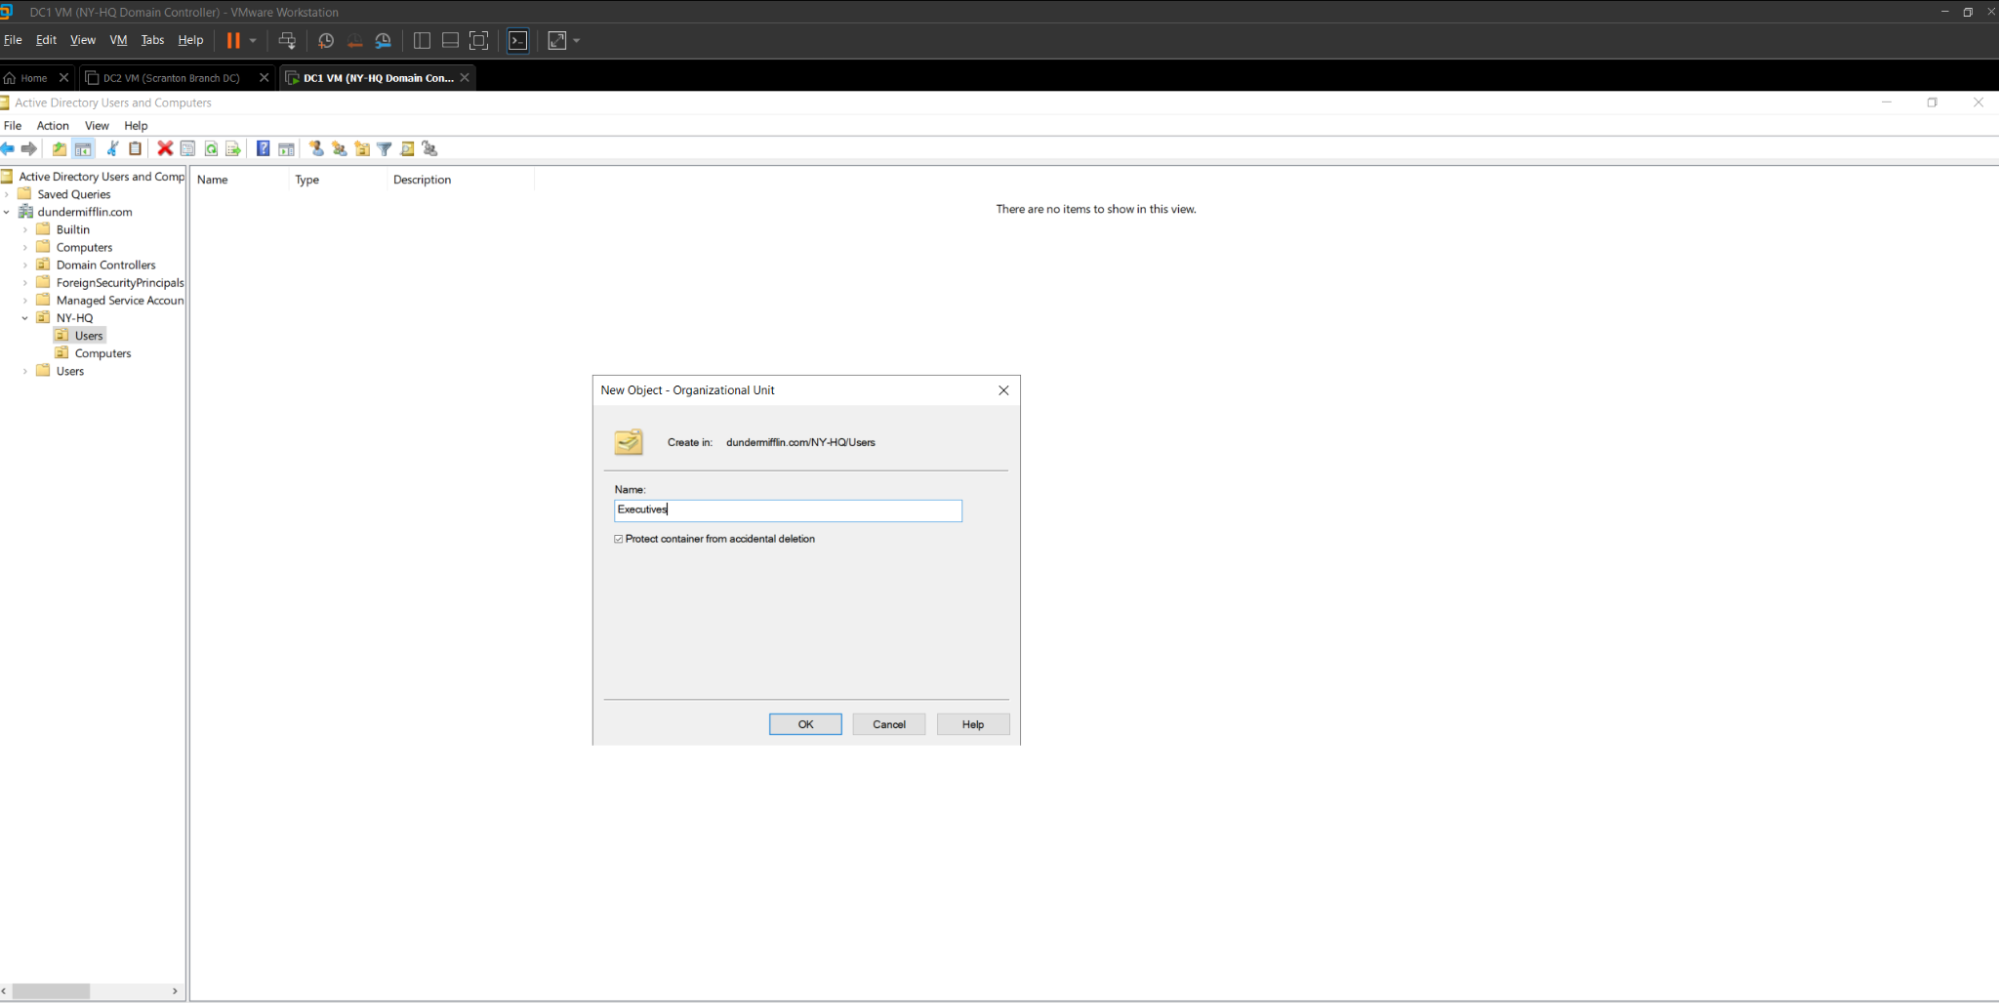 DC1 VM (NY-HQ Domain Controller) - VMware Workstation
File Edit View VM Tabs Help
Home DC2 VM (Scranton Branch DC) DC1 VM (NY-HQ Domain Con...
Active Directory Users and Computers
File Action View Help
Active Directory Users and Comp
Saved Queries
dundermifflin.com
Builtin
Computers
Domain Controllers
ForeignSecurityPrincipals
Managed Service Accoun
NY-HQ
Users
Computers
Users
Name Type Description
There are no items to show in this view.
New Object - Organizational Unit
Create in: dundermifflin.com/NY-HQ/Users
Name:
Executives
Protect container from accidental deletion
OK Cancel Help